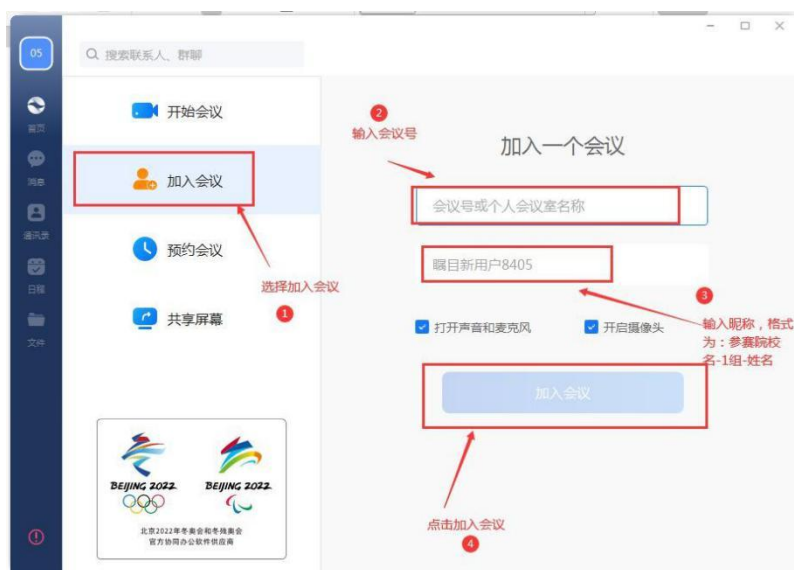 05
搜索联系人、群聊
首页
消息
通讯录
日程
文件
开始会议
加入会议
预约会议
共享屏幕
选择加入会议
1
BEIJING 2022
BEIJING 2022
北京2022年冬奥会和冬残奥会
官方协同办公软件供应商
2
输入会议号
加入一个会议
会议号或个人会议室名称
瞩目新用户8405
3
输入昵称，格式
为：参赛院校
名-1组-姓名
打开声音和麦克风
开启摄像头
加入会议
点击加入会议
4